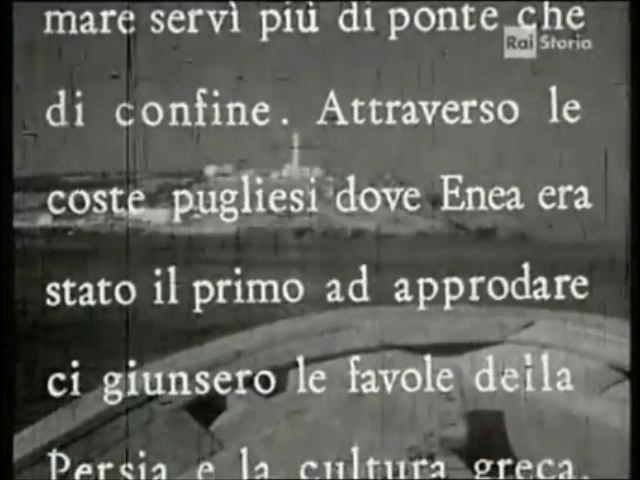 mare servì più di ponte che
Rai Storia
di confine. Attraverso le
coste pugliesi dove Enea era
stato il primo ad approdare
ci giunsero le favole della
Persia e la cultura greca.